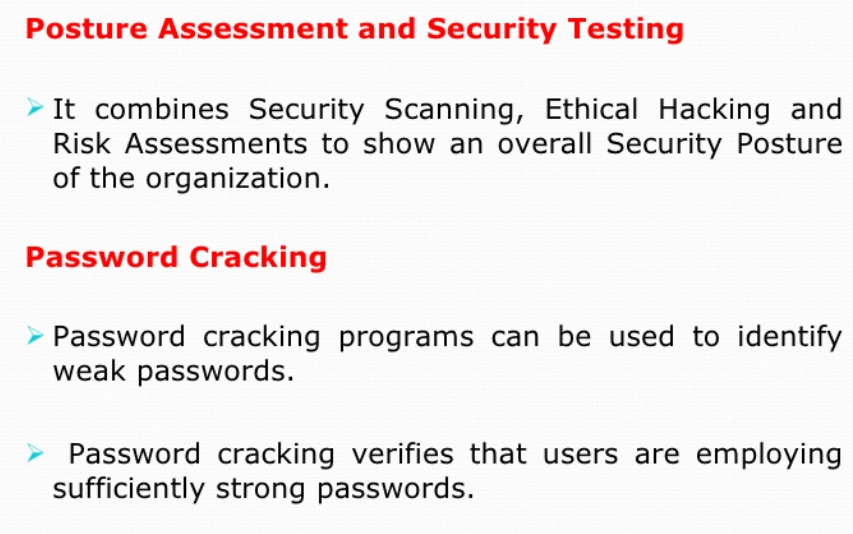 Posture Assessment and Security Testing
It combines Security Scanning, Ethical Hacking and
Risk Assessments to show an overall Security Posture
of the organization.
Password Cracking
Password cracking programs can be used to identify
weak passwords.
Password cracking verifies that users are employing
sufficiently strong passwords.